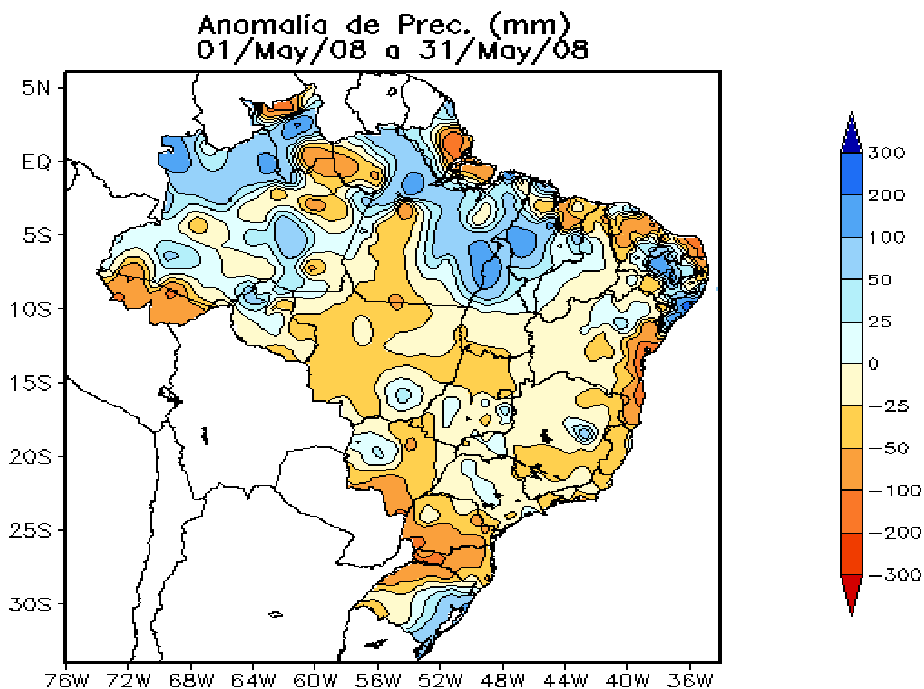 Anomalia de Prec. (mm)
01/May/08 a 31/May/08
5N
EQ
5S
10S
15S
20S
25S
30S
76W 72W 68W 64W 60W 56W 52W 48W 44W 40W 36W
300
200
100
50
25
0
-25
-50
-100
-200
-300